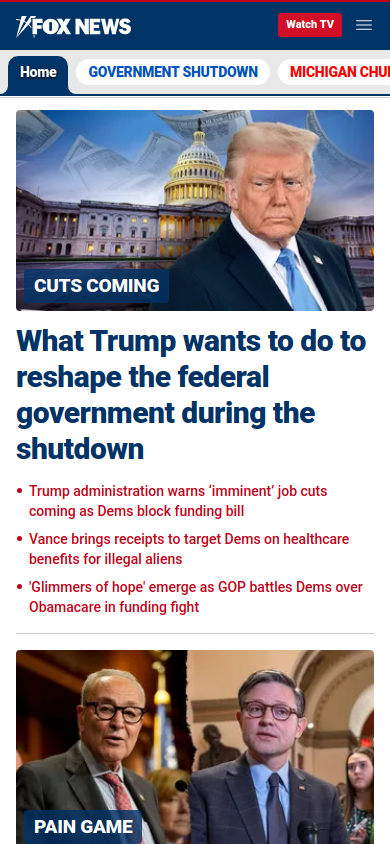 FOX NEWS
Watch TV
Home
GOVERNMENT SHUTDOWN
MICHIGAN
CUTS COMING
What Trump wants to do to
reshape the federal
government during the
shutdown
• Trump administration warns ‘imminent’ job cuts
coming as Dems block funding bill
• Vance brings receipts to target Dems on healthcare
benefits for illegal aliens
• 'Glimmers of hope' emerge as GOP battles Dems over
Obamacare in funding fight
PAIN GAME